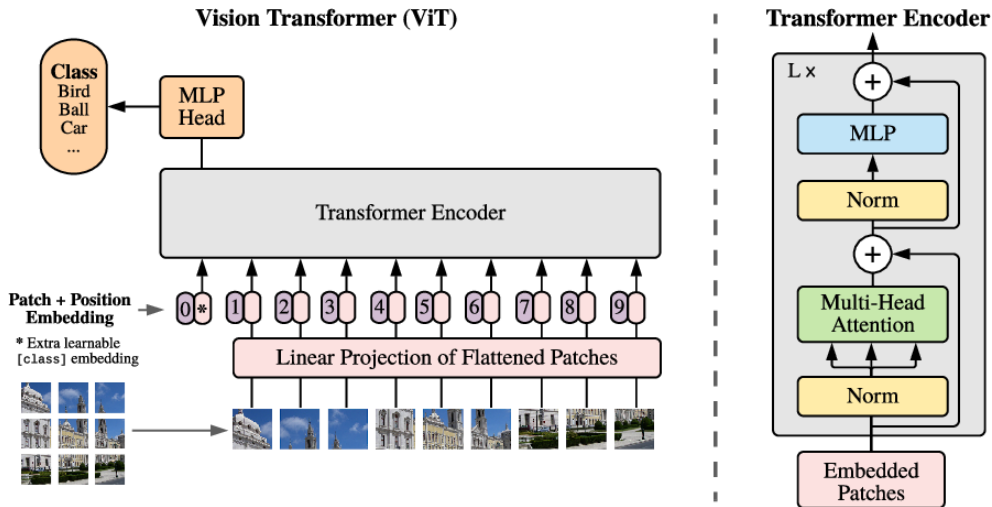 Vision Transformer (ViT)
Class
Bird
Ball
Car
...
MLP
Head
Transformer Encoder
Patch + Position
Embedding
* Extra learnable
[class] embedding
0 * 1 2 3 4 5 6 7 8 9
Linear Projection of Flattened Patches
Transformer Encoder
L ×
+
MLP
Norm
+
Multi-Head
Attention
Norm
Embedded
Patches